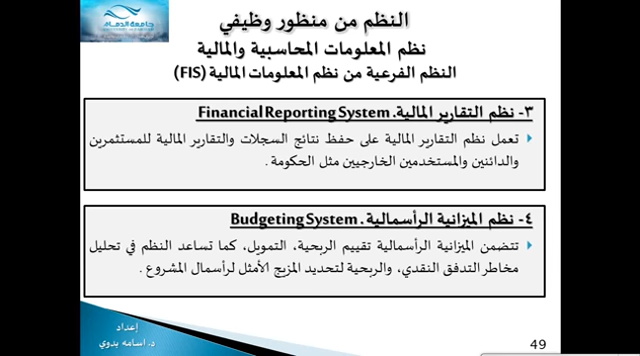 جامعة الدمام
النظم من منظور وظيفي
نظم المعلومات المحاسبية والمالية
النظم الفرعية من نظم المعلومات المالية (FIS)
٣- نظم التقارير المالية. Financial Reporting System
تعمل نظم التقارير المالية على حفظ نتائج السجلات والتقارير المالية للمستثمرين
والدائنين والمستخدمين الخارجيين مثل الحكومة .
٤- نظم الميزانية الرأسمالية . Budgeting System
تتضمن الميزانية الرأسمالية تقييم الربحية، التمويل، كما تساعد النظم في تحليل
مخاطر التدفق النقدي، والربحية لتحديد المزيج الأمثل لرأسمال المشروع .
إعداد
د. اسامه بدوي
49